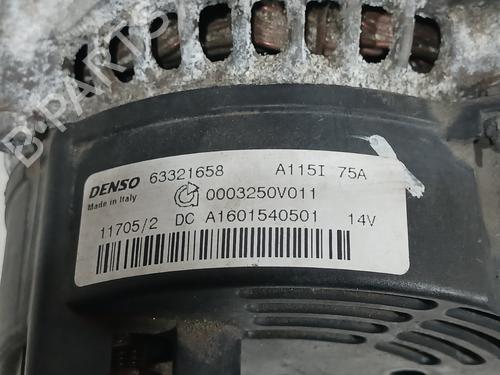 B-PARTS
DENSO 63321658 A115I 75A
Made in Italy 0003250V011
11705/2 DC A1601540501 14V